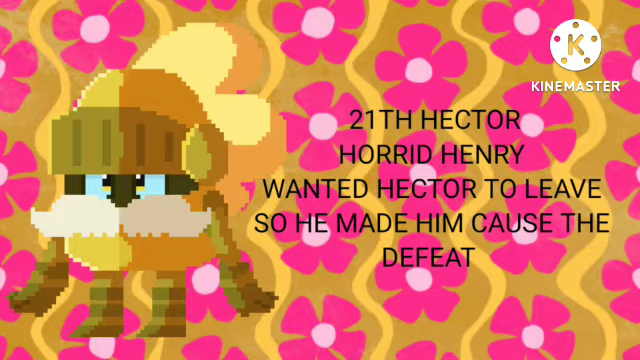 K
KINEMASTER
21TH HECTOR
HORRID HENRY
WANTED HECTOR TO LEAVE
SO HE MADE HIM CAUSE THE
DEFEAT